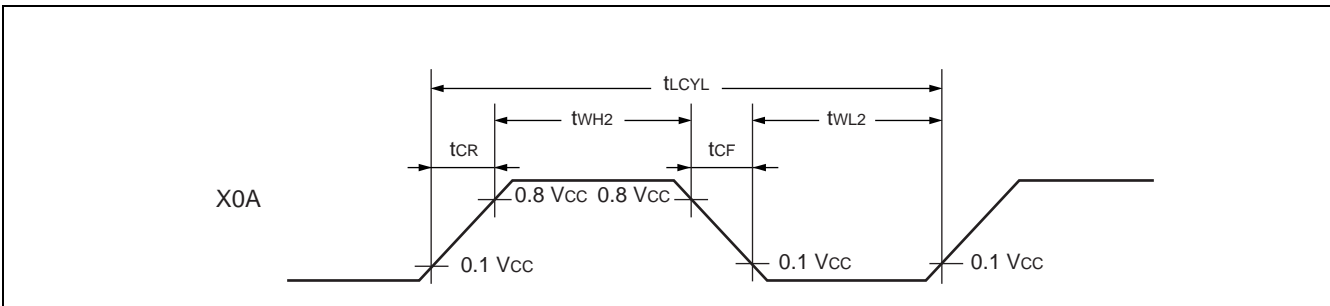 tLCYL
tWH2 tWL2
tCR tCF
X0A
0.8 VCC 0.8 VCC
0.1 VCC 0.1 VCC 0.1 VCC